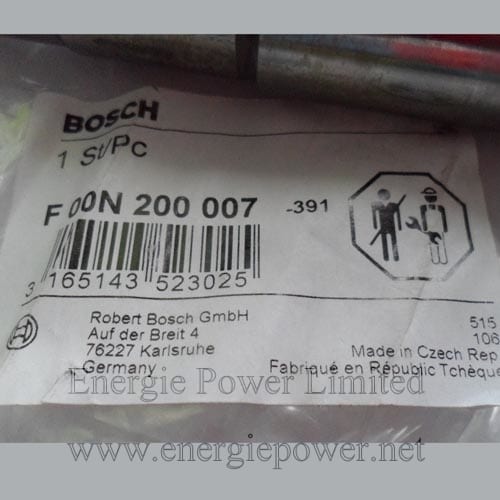 BOSCH
1 St/Pc
F 00N 200 007 -391
3 165143 523025
Robert Bosch GmbH
Auf der Breit 4
76227 Karlsruhe
Germany
515
106
Made in Czech Rep
Fabriqué en République Tchèque
Energie Power Limited
www.energiepower.net